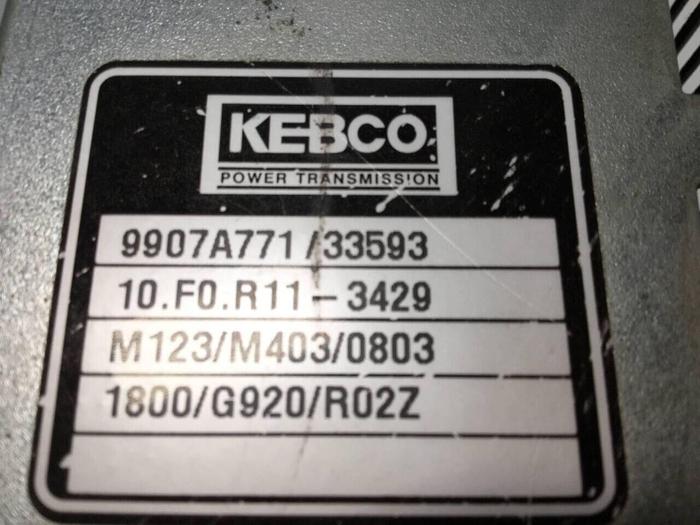 KEBCO
POWER TRANSMISSION
9907A771/33593
10.F0.R11-3429
M123/M403/0803
1800/G920/R02Z